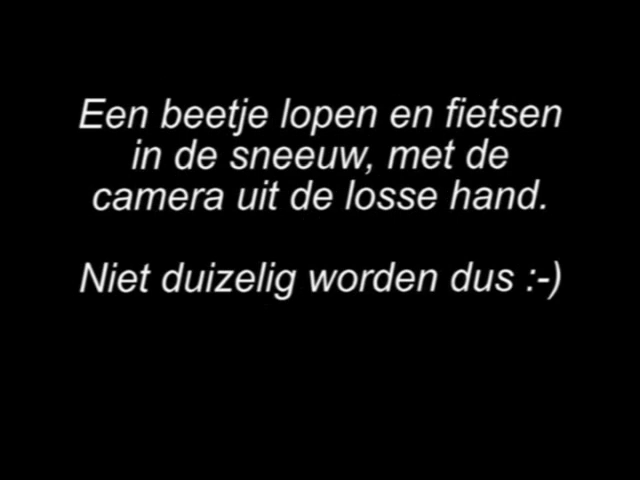 Een beetje lopen en fietsen
in de sneeuw, met de
camera uit de losse hand.
Niet duizelig worden dus :-)